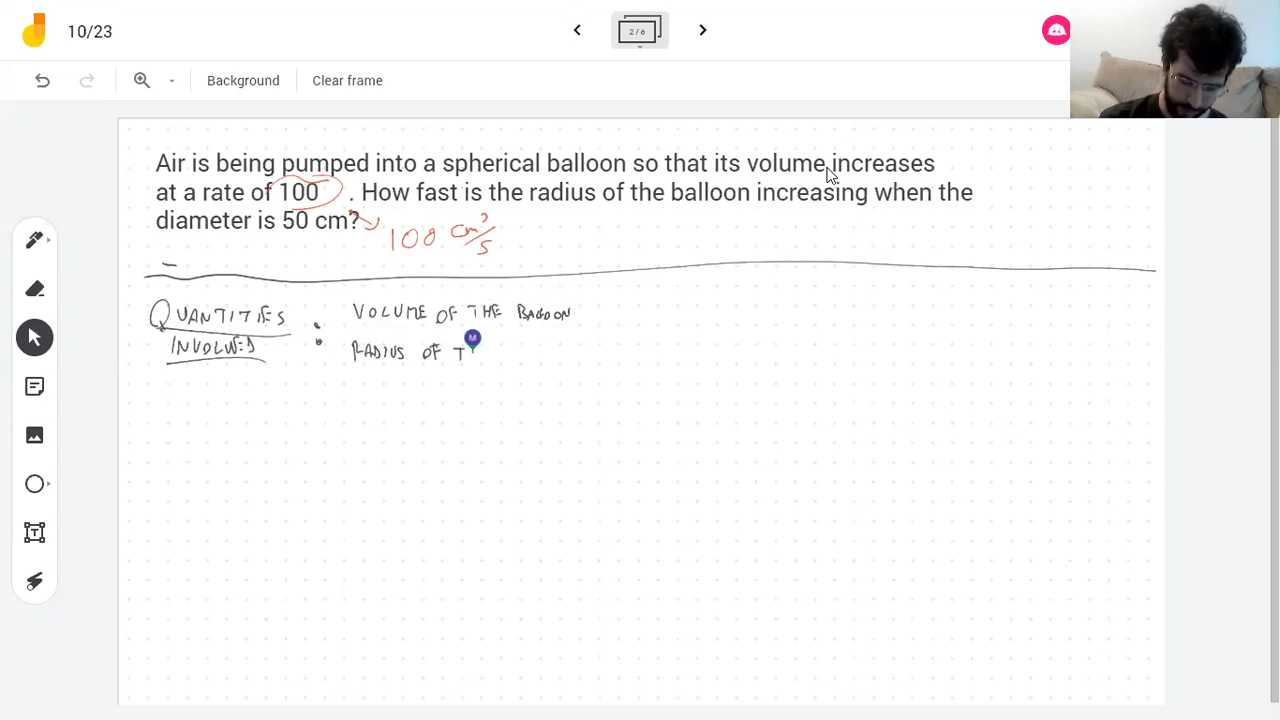 10/23
2 / 6
Background
Clear frame
Air is being pumped into a spherical balloon so that its volume increases
at a rate of 100 . How fast is the radius of the balloon increasing when the
diameter is 50 cm?
100 cm³/s
QUANTITIES
INVOLVED :
VOLUME OF THE BALOON
RADIUS OF T
M